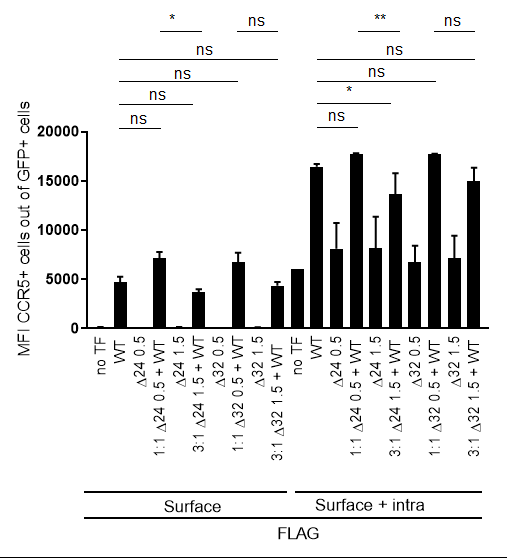 * ns ** ns
ns ns
ns ns
ns *
ns ns
MFI CCR5+ cells out of GFP+ cells
20000
15000
10000
5000
0
no TF
WT
Δ24 0.5
1:1 Δ24 0.5 + WT
Δ24 1.5
3:1 Δ24 1.5 + WT
Δ32 0.5
1:1 Δ32 0.5 + WT
Δ32 1.5
3:1 Δ32 1.5 + WT
no TF
WT
Δ24 0.5
1:1 Δ24 0.5 + WT
Δ24 1.5
3:1 Δ24 1.5 + WT
Δ32 0.5
1:1 Δ32 0.5 + WT
Δ32 1.5
3:1 Δ32 1.5 + WT
Surface
Surface + intra
FLAG